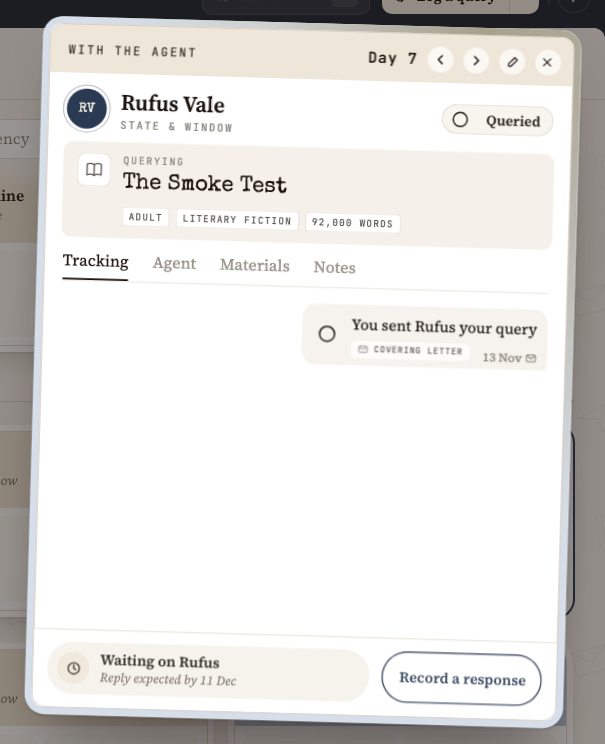 WITH THE AGENT
Day 7
RV
Rufus Vale
STATE & WINDOW
Queried
QUERYING
The Smoke Test
ADULT
LITERARY FICTION
92,000 WORDS
Tracking
Agent
Materials
Notes
You sent Rufus your query
COVERING LETTER
13 Nov
Waiting on Rufus
Reply expected by 11 Dec
Record a response